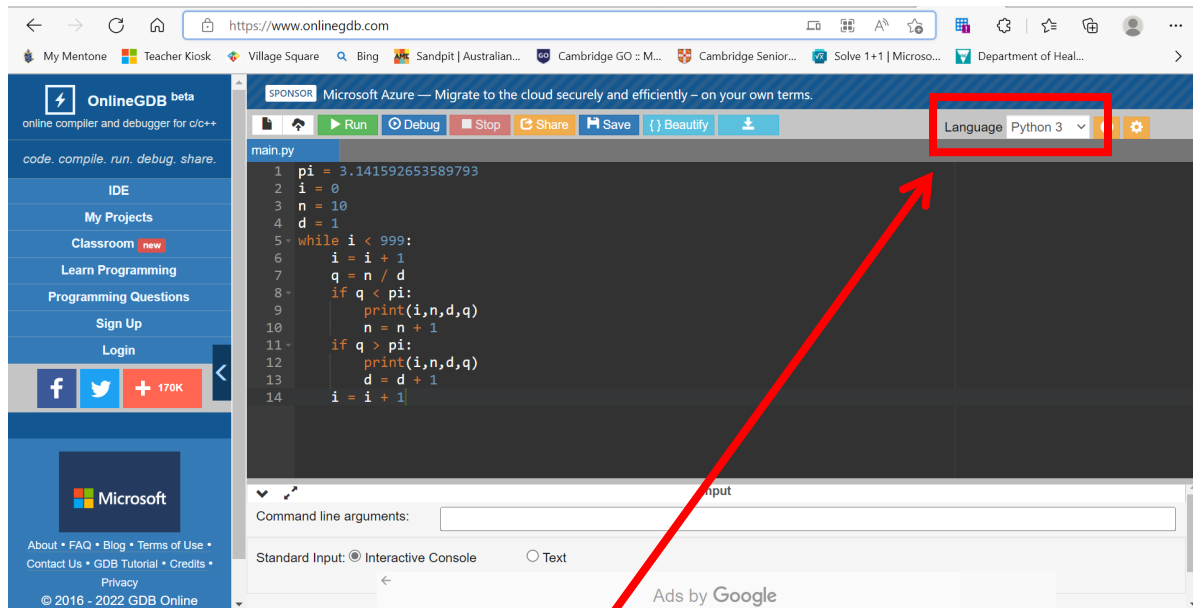 https://www.onlinegdb.com
My Mentone Teacher Kiosk Village Square Bing Sandpit | Australian... Cambridge GO :: M... Cambridge Senior... Solve 1+1 | Microso... Department of Heal...
OnlineGDB beta
online compiler and debugger for c/c++
code. compile. run. debug. share.
IDE
My Projects
Classroom new
Learn Programming
Programming Questions
Sign Up
Login
170K
Microsoft
About • FAQ • Blog • Terms of Use •
Contact Us • GDB Tutorial • Credits •
Privacy
© 2016 - 2022 GDB Online
SPONSOR Microsoft Azure — Migrate to the cloud securely and efficiently – on your own terms.
Run Debug Stop Share Save { } Beautify
Language Python 3
main.py
1 pi = 3.141592653589793
2 i = 0
3 n = 10
4 d = 1
5 while i < 999:
6     i = i + 1
7     q = n / d
8     if q < pi:
9         print(i,n,d,q)
10         n = n + 1
11     if q > pi:
12         print(i,n,d,q)
13         d = d + 1
14     i = i + 1
Command line arguments:
Standard Input: Interactive Console Text
Ads by Google